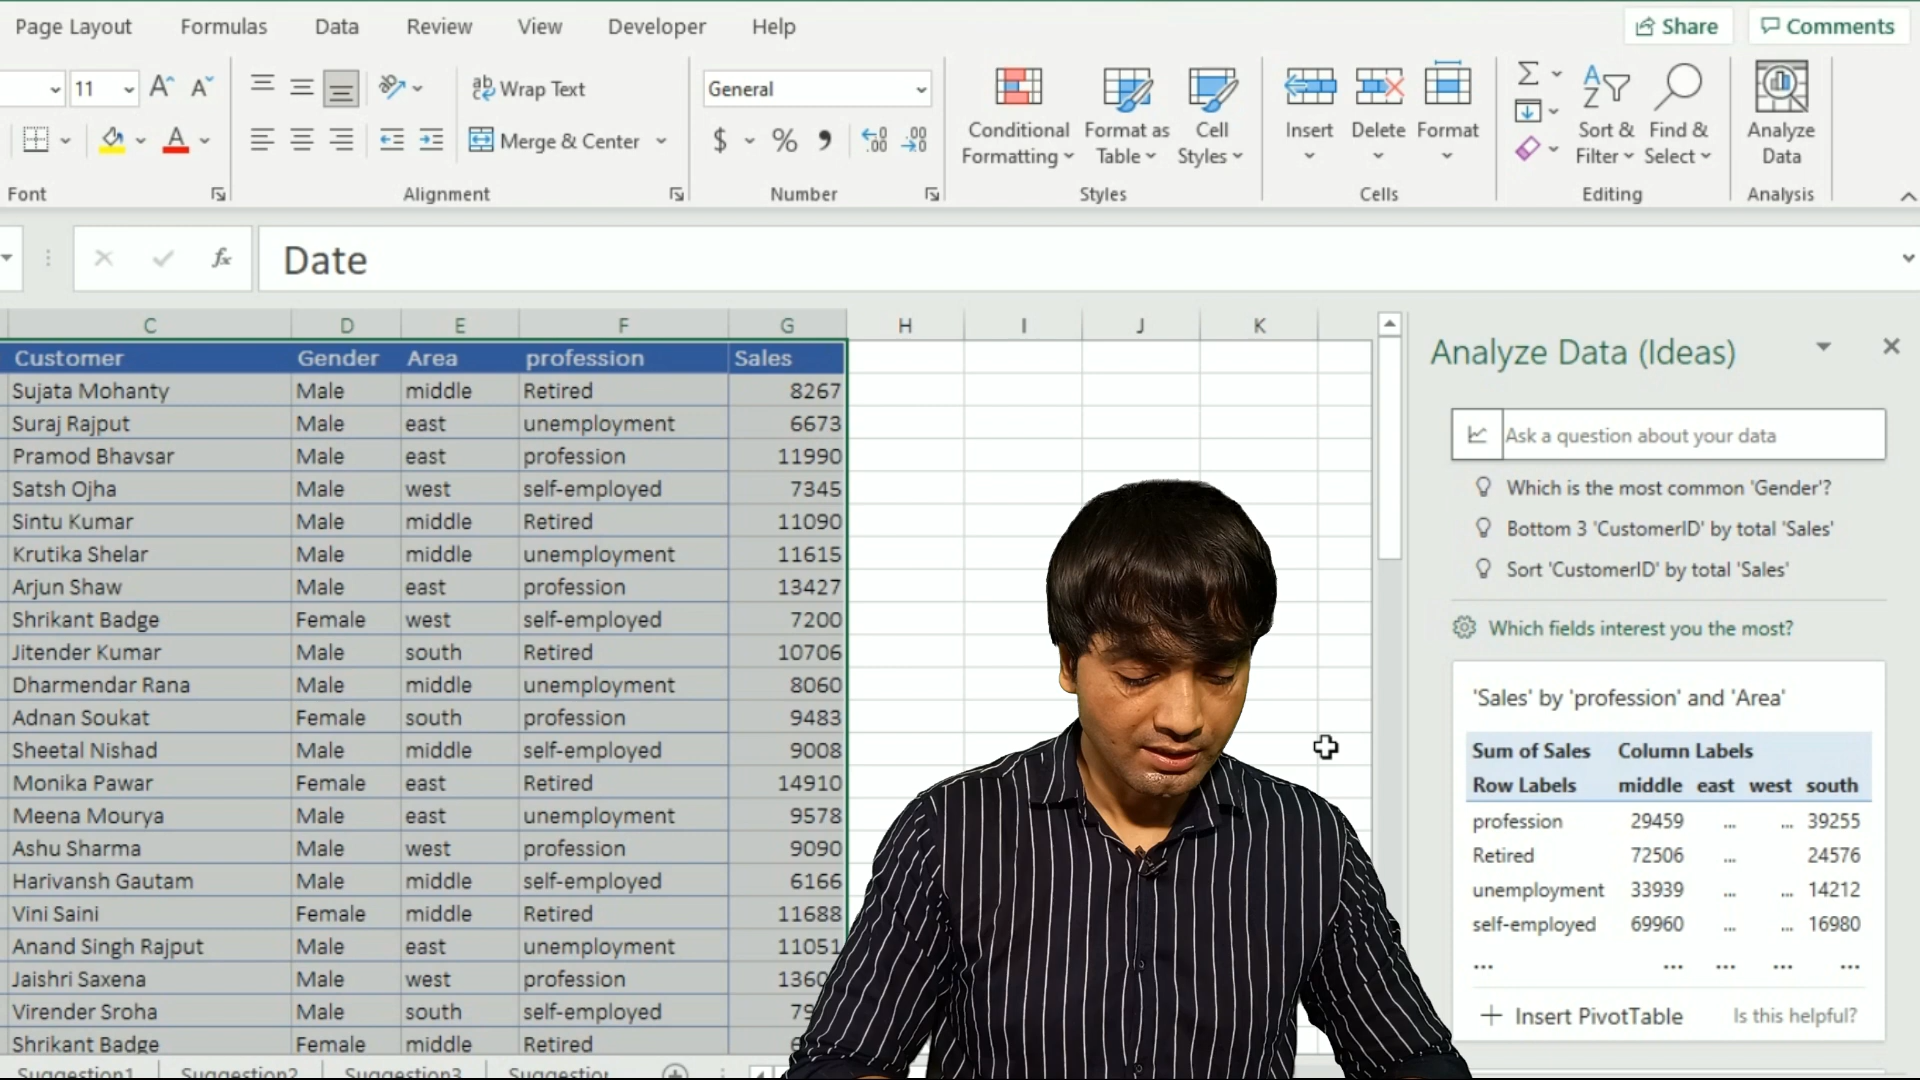 Page Layout Formulas Data Review View Developer Help Share Comments
11 Wrap Text General
Merge & Center $ %
Conditional Formatting Format as Table Cell Styles Insert Delete Format Sort & Filter Find & Select Analyze Data
Font Alignment Number Styles Cells Editing Analysis
fx Date
C D E F G H I J K
Customer Gender Area profession Sales
Sujata Mohanty Male middle Retired 8267
Suraj Rajput Male east unemployment 6673
Pramod Bhavsar Male east profession 11990
Satsh Ojha Male west self-employed 7345
Sintu Kumar Male middle Retired 11090
Krutika Shelar Male middle unemployment 11615
Arjun Shaw Male east profession 13427
Shrikant Badge Female west self-employed 7200
Jitender Kumar Male south Retired 10706
Dharmendar Rana Male middle unemployment 8060
Adnan Soukat Female south profession 9483
Sheetal Nishad Male middle self-employed 9008
Monika Pawar Female east Retired 14910
Meena Mourya Male east unemployment 9578
Ashu Sharma Male west profession 9090
Harivansh Gautam Male middle self-employed 6166
Vini Saini Female middle Retired 11688
Anand Singh Rajput Male east unemployment 11051
Jaishri Saxena Male west profession
Virender Sroha Male south self-employed
Shrikant Badge Female middle Retired
Suggestion1 Suggestion2 Suggestion3
Analyze Data (Ideas)
Ask a question about your data
Which is the most common 'Gender'?
Bottom 3 'CustomerID' by total 'Sales'
Sort 'CustomerID' by total 'Sales'
Which fields interest you the most?
'Sales' by 'profession' and 'Area'
Sum of Sales Column Labels
Row Labels middle east west south
profession 29459 ... ... 39255
Retired 72506 ... ... 24576
unemployment 33939 ... ... 14212
self-employed 69960 ... ... 16980
... ... ... ... ...
Insert PivotTable Is this helpful?